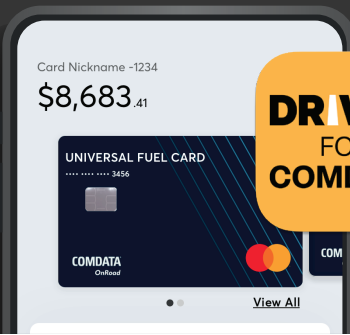 Card Nickname -1234
$8,683.41
UNIVERSAL FUEL CARD
•••• •••• •••• 3456
COMDATA
OnRoad
View All